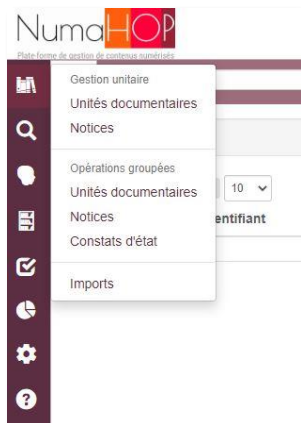 NumaHOP
Plate-forme de gestion de contenus numérisés
Gestion unitaire
Unités documentaires
Notices
Opérations groupées
Unités documentaires
10
Notices
entifiant
Constats d'état
Imports
?